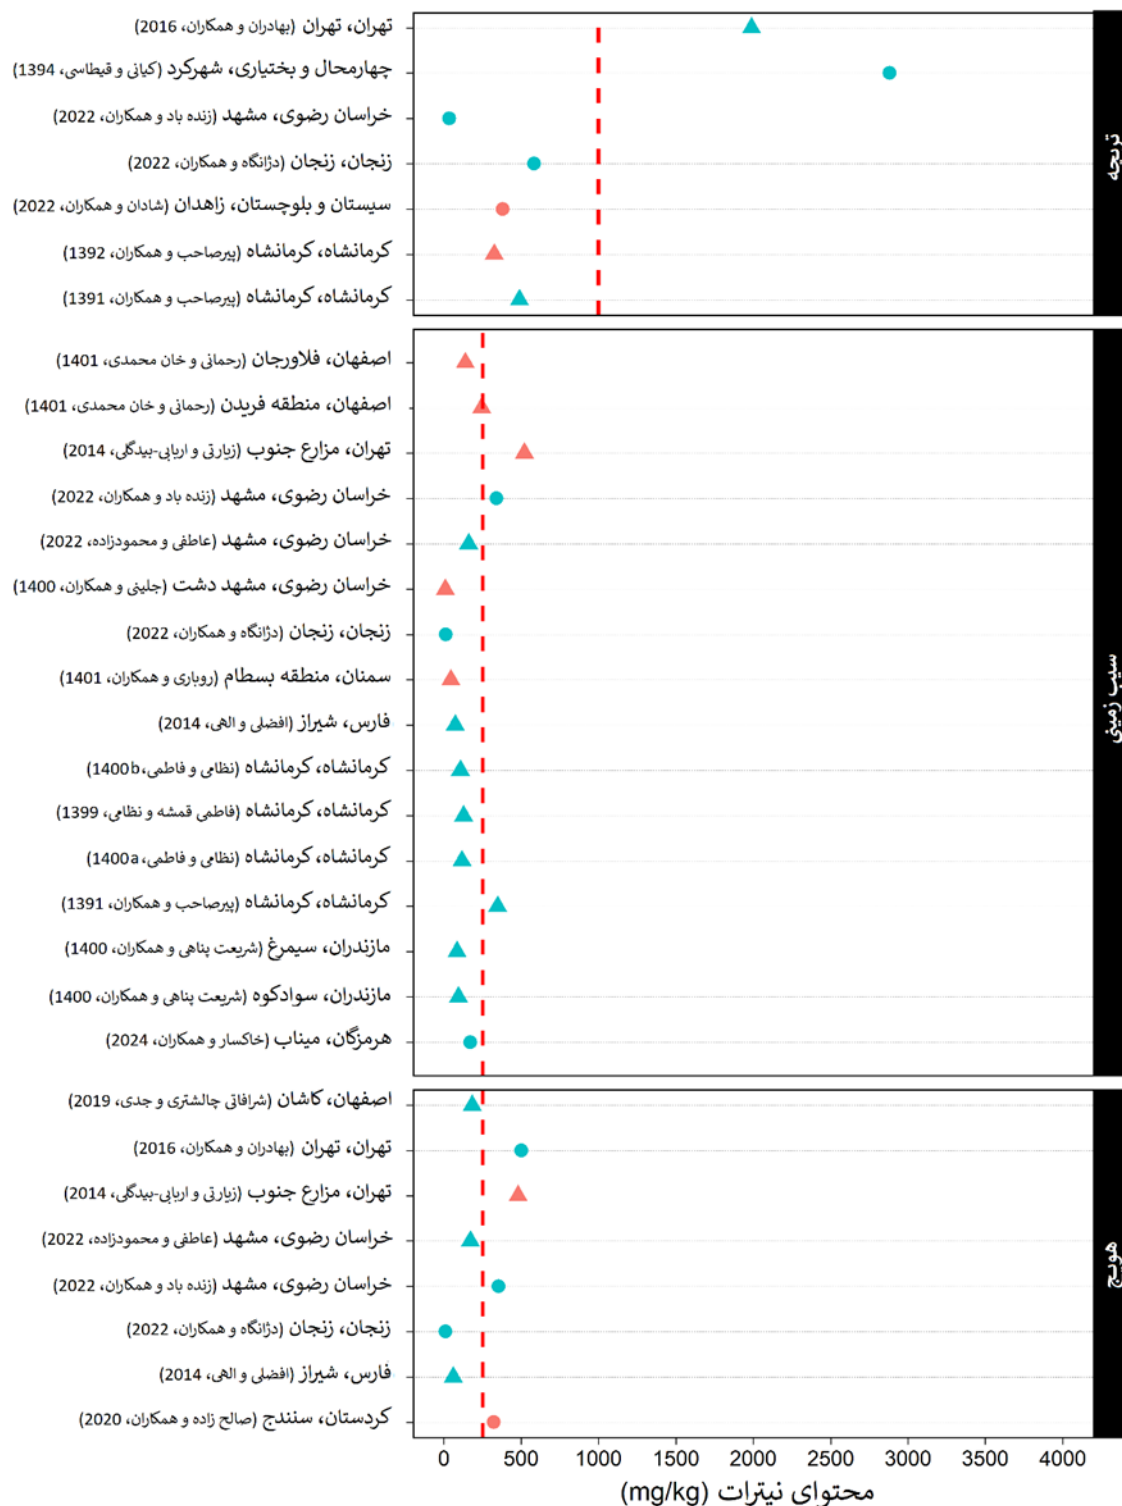 تهران، تهران (بهادران و همکاران، 2016)
چهارمحال و بختیاری، شهرکرد (کیانی و قیطاسی، 1394)
خراسان رضوی، مشهد (زنده باد و همکاران، 2022)
زنجان، زنجان (دژانگاه و همکاران، 2022)
سیستان و بلوچستان، زاهدان (شادان و همکاران، 2022)
کرمانشاه، کرمانشاه (پیرصاحب و همکاران، 1392)
کرمانشاه، کرمانشاه (پیرصاحب و همکاران، 1391)
تربچه
اصفهان، فلاورجان (رحمانی و خان محمدی، 1401)
اصفهان، منطقه فریدن (رحمانی و خان محمدی، 1401)
تهران، مزارع جنوب (زیارتی و اربابی-بیدگلی، 2014)
خراسان رضوی، مشهد (زنده باد و همکاران، 2022)
خراسان رضوی، مشهد (عاطفی و محمودزاده، 2022)
خراسان رضوی، مشهد دشت (جلینی و همکاران، 1400)
زنجان، زنجان (دژانگاه و همکاران، 2022)
سمنان، منطقه بسطام (روباری و همکاران، 1401)
فارس، شیراز (افضلی و الهی، 2014)
کرمانشاه، کرمانشاه (نظامی و فاطمی، 1400b)
کرمانشاه، کرمانشاه (فاطمی قمشه و نظامی، 1399)
کرمانشاه، کرمانشاه (نظامی و فاطمی، 1400a)
کرمانشاه، کرمانشاه (پیرصاحب و همکاران، 1391)
مازندران، سیمرغ (شریعت پناهی و همکاران، 1400)
مازندران، سوادکوه (شریعت پناهی و همکاران، 1400)
هرمزگان، میناب (خاکسار و همکاران، 2024)
سیب زمینی
اصفهان، کاشان (شرافاتی چالشتری و جدی، 2019)
تهران، تهران (بهادران و همکاران، 2016)
تهران، مزارع جنوب (زیارتی و اربابی-بیدگلی، 2014)
خراسان رضوی، مشهد (عاطفی و محمودزاده، 2022)
خراسان رضوی، مشهد (زنده باد و همکاران، 2022)
زنجان، زنجان (دژانگاه و همکاران، 2022)
فارس، شیراز (افضلی و الهی، 2014)
کردستان، سنندج (صالح زاده و همکاران، 2020)
هویج
0 500 1000 1500 2000 2500 3000 3500 4000
محتوای نیترات (mg/kg)